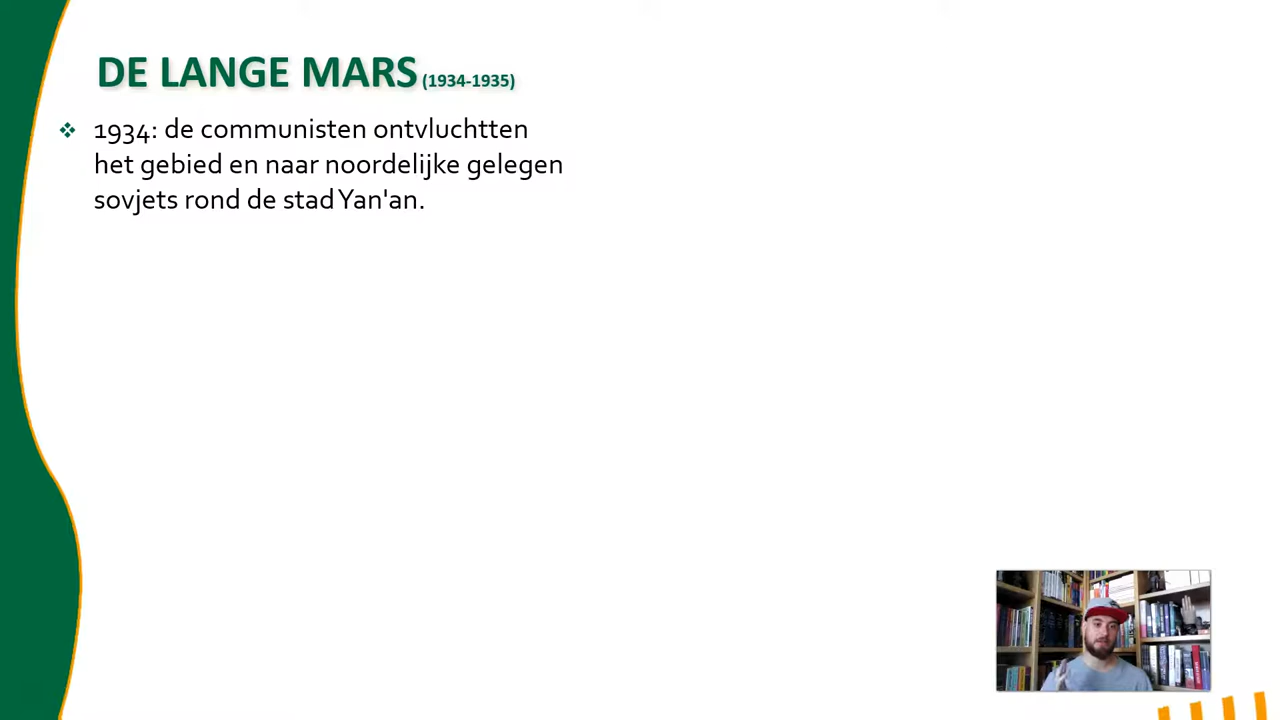 DE LANGE MARS (1934-1935)
1934: de communisten ontvluchtten
het gebied en naar noordelijke gelegen
sovjets rond de stad Yan'an.